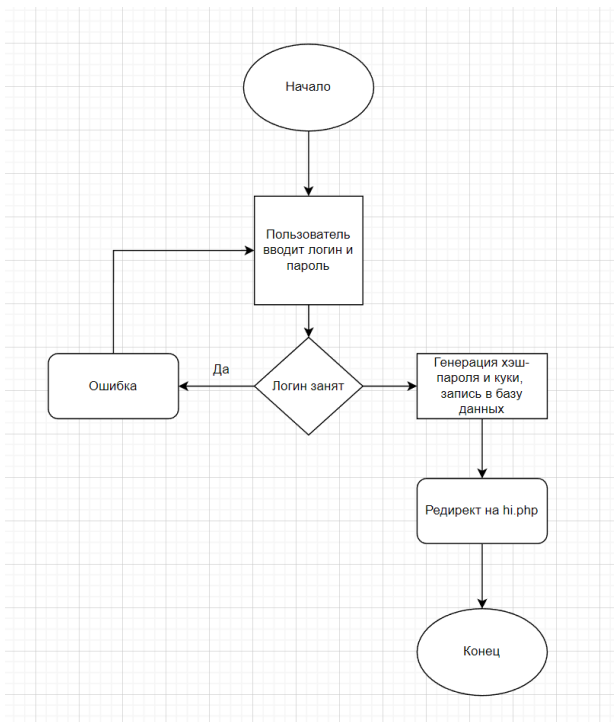 Начало
Пользователь
вводит логин и
пароль
Да
Ошибка
Логин занят
Генерация хэш-
пароля и куки,
запись в базу
данных
Редирект на hi.php
Конец